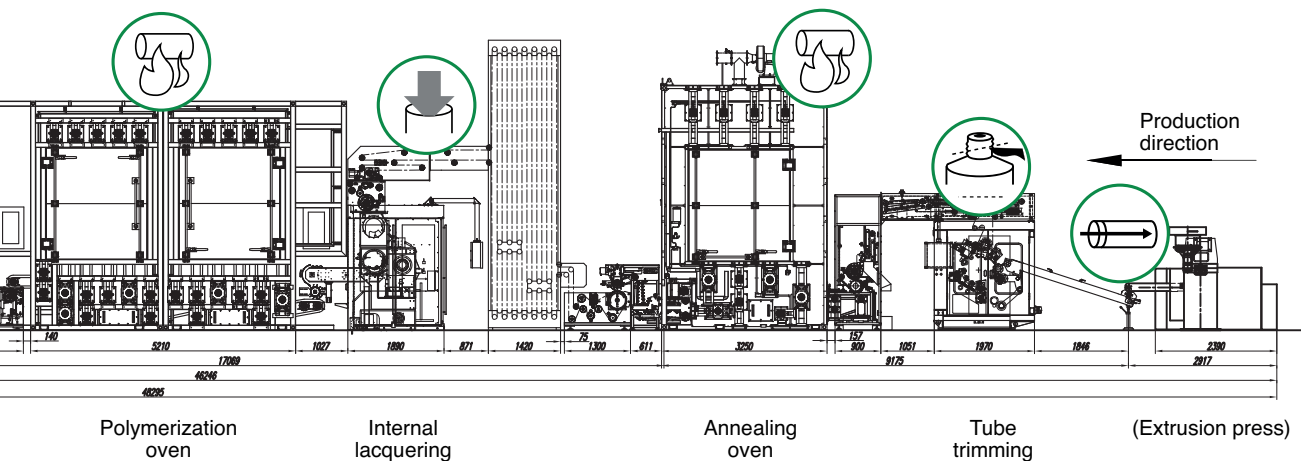 Production
direction
140
5210
1027
1890
871
1420
75
1300
611
3250
157
900
1051
1970
1846
2390
17069
9175
2917
46246
48295
Polymerization
oven
Internal
lacquering
Annealing
oven
Tube
trimming
(Extrusion press)